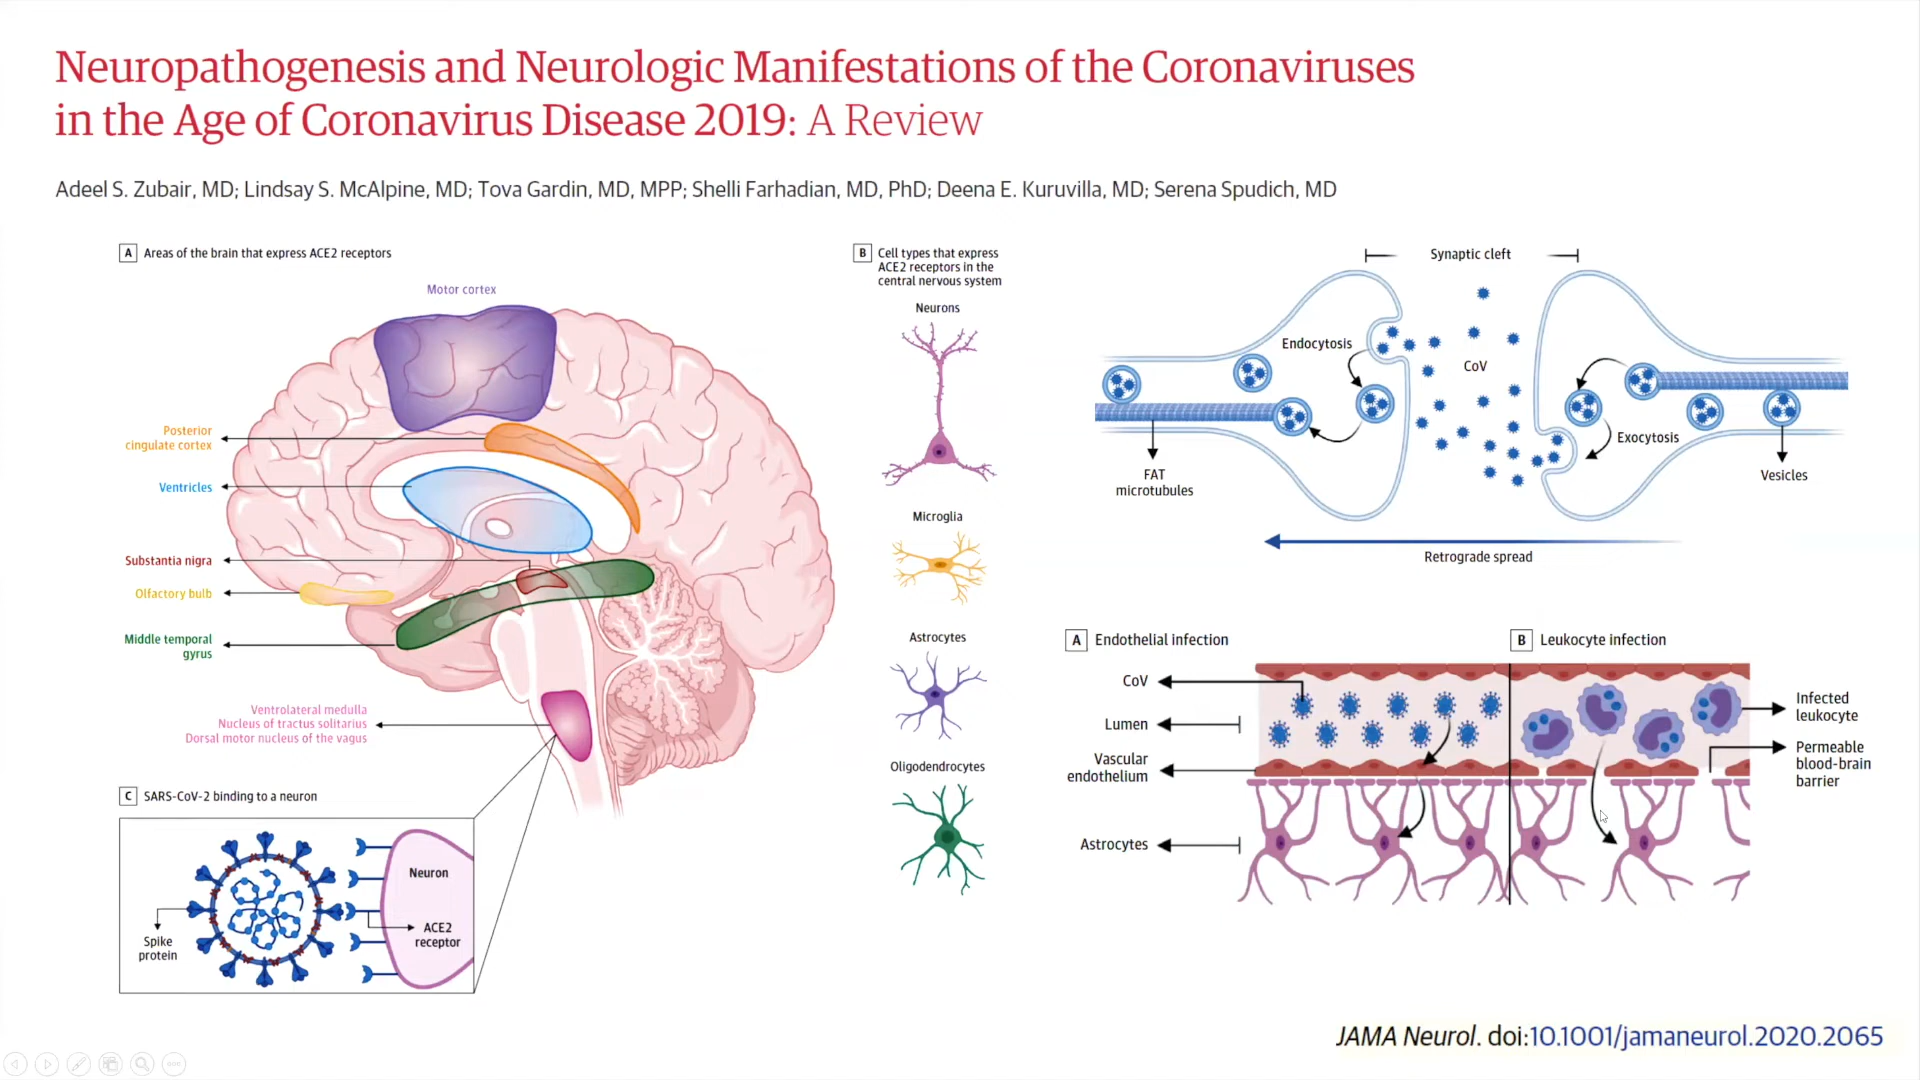 Neuropathogenesis and Neurologic Manifestations of the Coronaviruses
in the Age of Coronavirus Disease 2019: A Review
Adeel S. Zubair, MD; Lindsay S. McAlpine, MD; Tova Gardin, MD, MPP; Shelli Farhadian, MD, PhD; Deena E. Kuruvilla, MD; Serena Spudich, MD
A Areas of the brain that express ACE2 receptors
Motor cortex
Posterior
cingulate cortex
Ventricles
Substantia nigra
Olfactory bulb
Middle temporal
gyrus
Ventrolateral medulla
Nucleus of tractus solitarius
Dorsal motor nucleus of the vagus
C SARS-CoV-2 binding to a neuron
Neuron
ACE2
receptor
Spike
protein
B Cell types that express
ACE2 receptors in the
central nervous system
Neurons
Microglia
Astrocytes
Oligodendrocytes
Synaptic cleft
Endocytosis
CoV
Exocytosis
FAT
microtubules
Vesicles
Retrograde spread
A Endothelial infection
B Leukocyte infection
CoV
Lumen
Vascular
endothelium
Astrocytes
Infected
leukocyte
Permeable
blood-brain
barrier
JAMA Neurol. doi:10.1001/jamaneurol.2020.2065